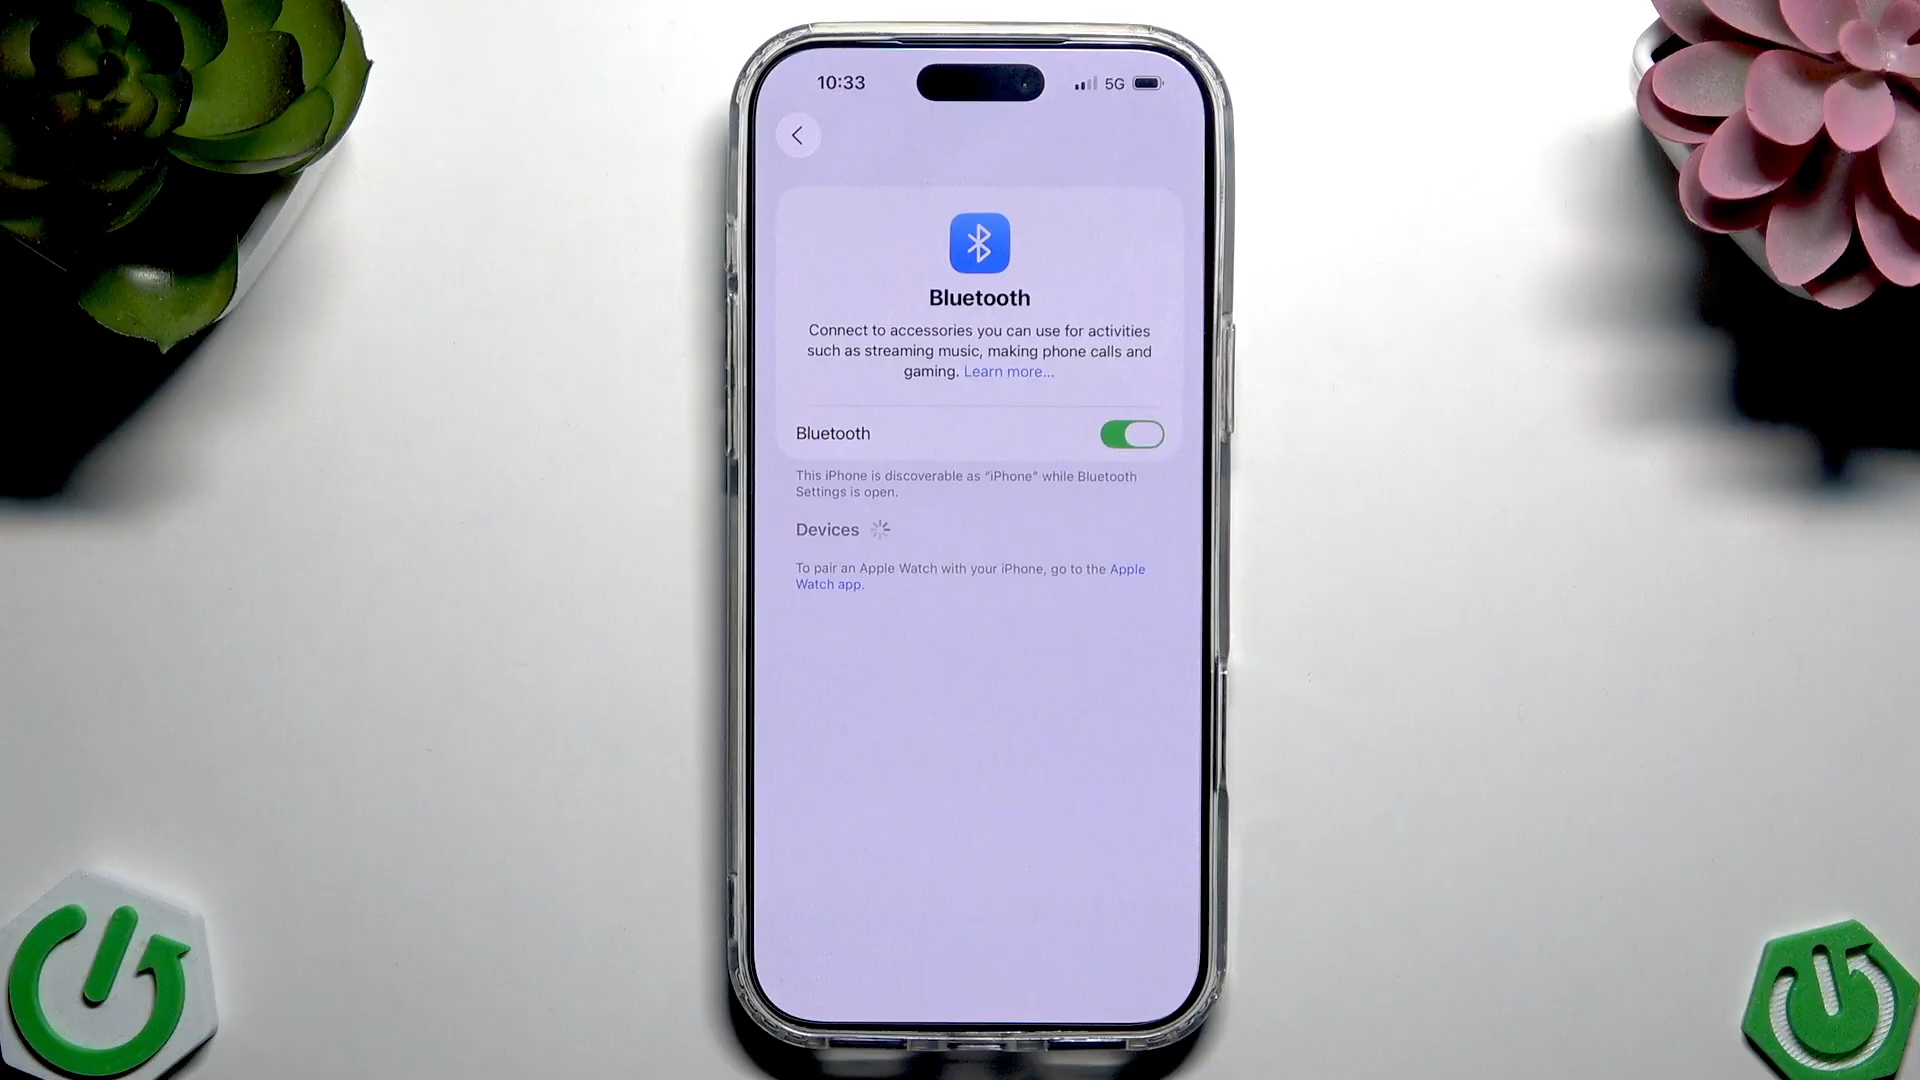 10:33
5G
Bluetooth
Connect to accessories you can use for activities
such as streaming music, making phone calls and
gaming. Learn more...
Bluetooth
This iPhone is discoverable as “iPhone” while Bluetooth
Settings is open.
Devices
To pair an Apple Watch with your iPhone, go to the Apple
Watch app.